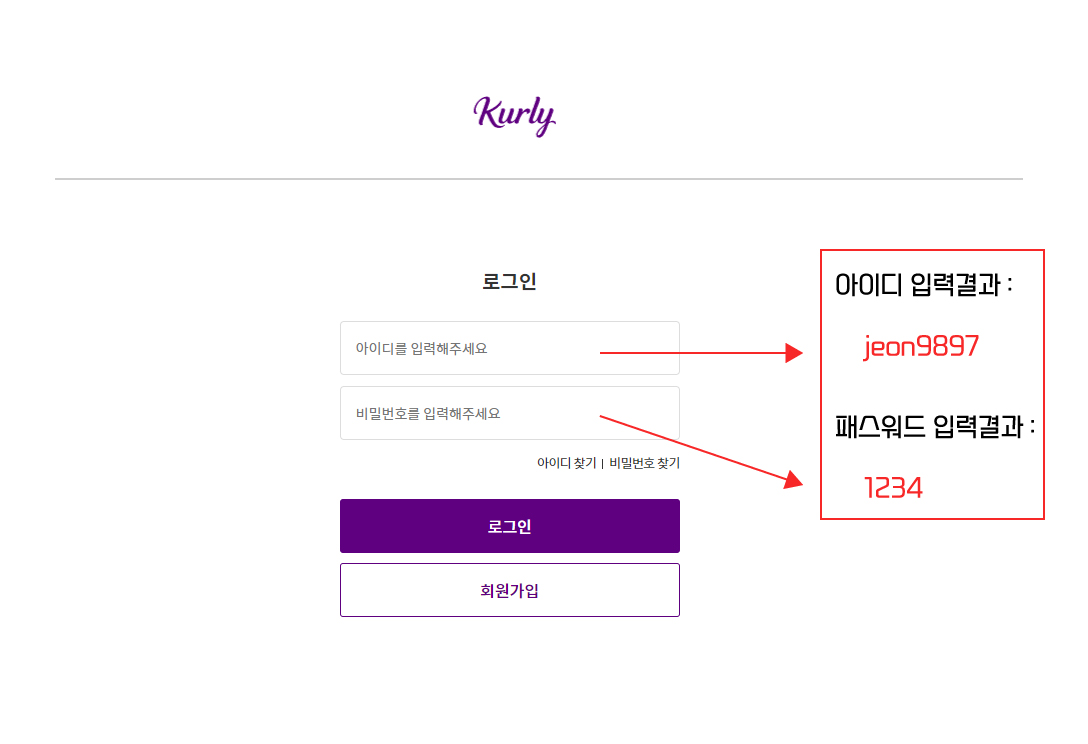 Kurly
로그인
아이디를 입력해주세요
비밀번호를 입력해주세요
아이디 찾기 | 비밀번호 찾기
로그인
회원가입
아이디 입력결과 :
jeon9897
패스워드 입력결과 :
1234